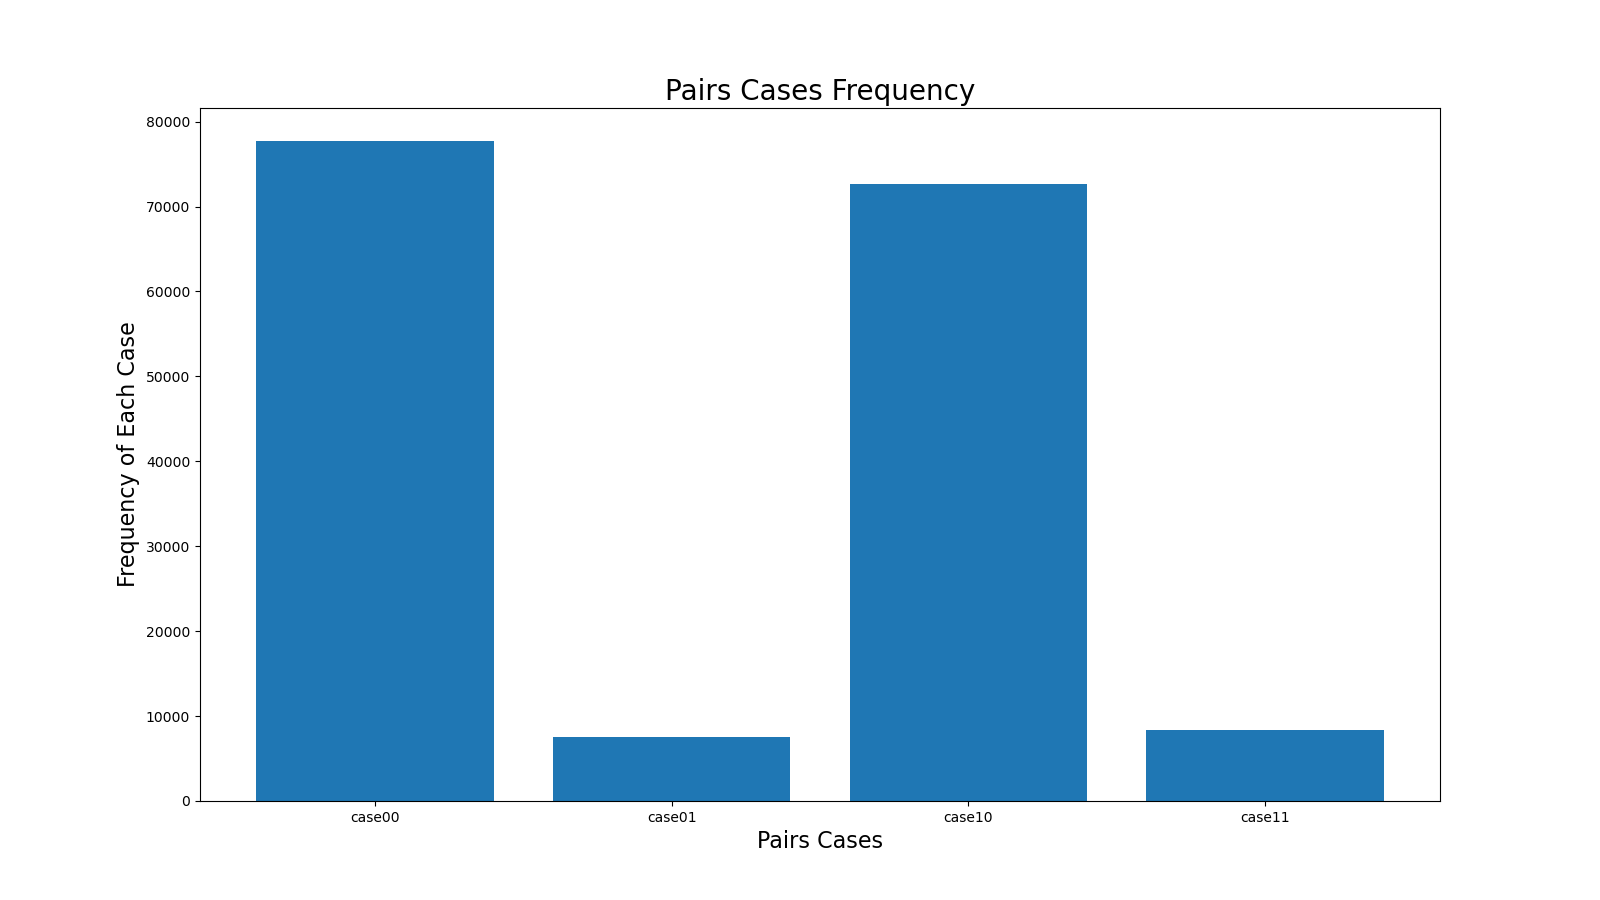 Pairs Cases Frequency
80000
70000
60000
50000
40000
30000
20000
10000
0
Frequency of Each Case
case00 case01 case10 case11
Pairs Cases